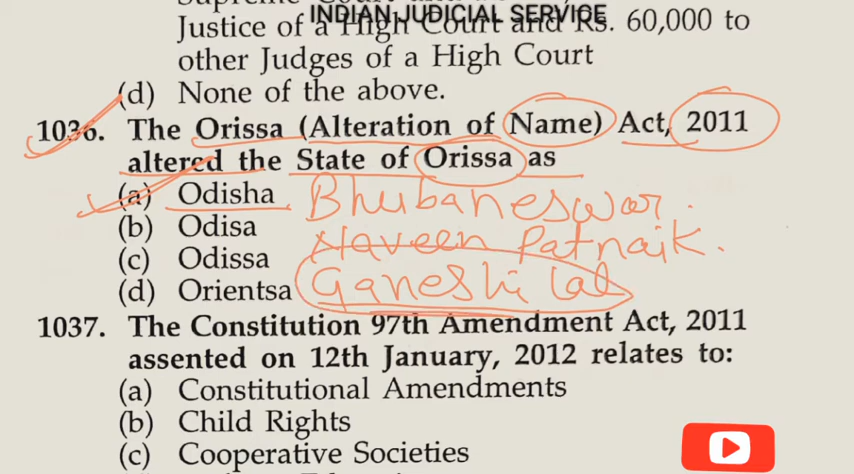 INDIAN JUDICIAL SERVICE
Justice of a High Court and Rs. 60,000 to
other Judges of a High Court
(d) None of the above.
1036. The Orissa (Alteration of Name) Act, 2011
altered the State of Orissa as
(a) Odisha Bhubaneswar.
(b) Odisa Naveen Patnaik.
(c) Odissa
(d) Orientsa Ganeshi Lal
1037. The Constitution 97th Amendment Act, 2011
assented on 12th January, 2012 relates to:
(a) Constitutional Amendments
(b) Child Rights
(c) Cooperative Societies